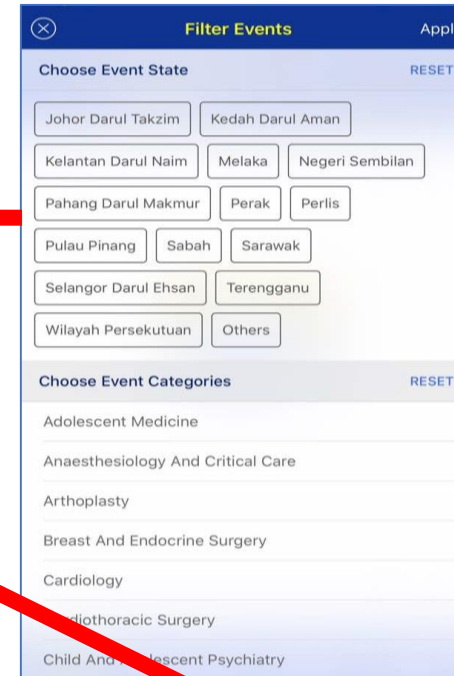 Filter Events Appl
Choose Event State RESET
Johor Darul Takzim Kedah Darul Aman
Kelantan Darul Naim Melaka Negeri Sembilan
Pahang Darul Makmur Perak Perlis
Pulau Pinang Sabah Sarawak
Selangor Darul Ehsan Terengganu
Wilayah Persekutuan Others
Choose Event Categories RESET
Adolescent Medicine
Anaesthesiology And Critical Care
Arthoplasty
Breast And Endocrine Surgery
Cardiology
Surgery
Child And Psychiatry